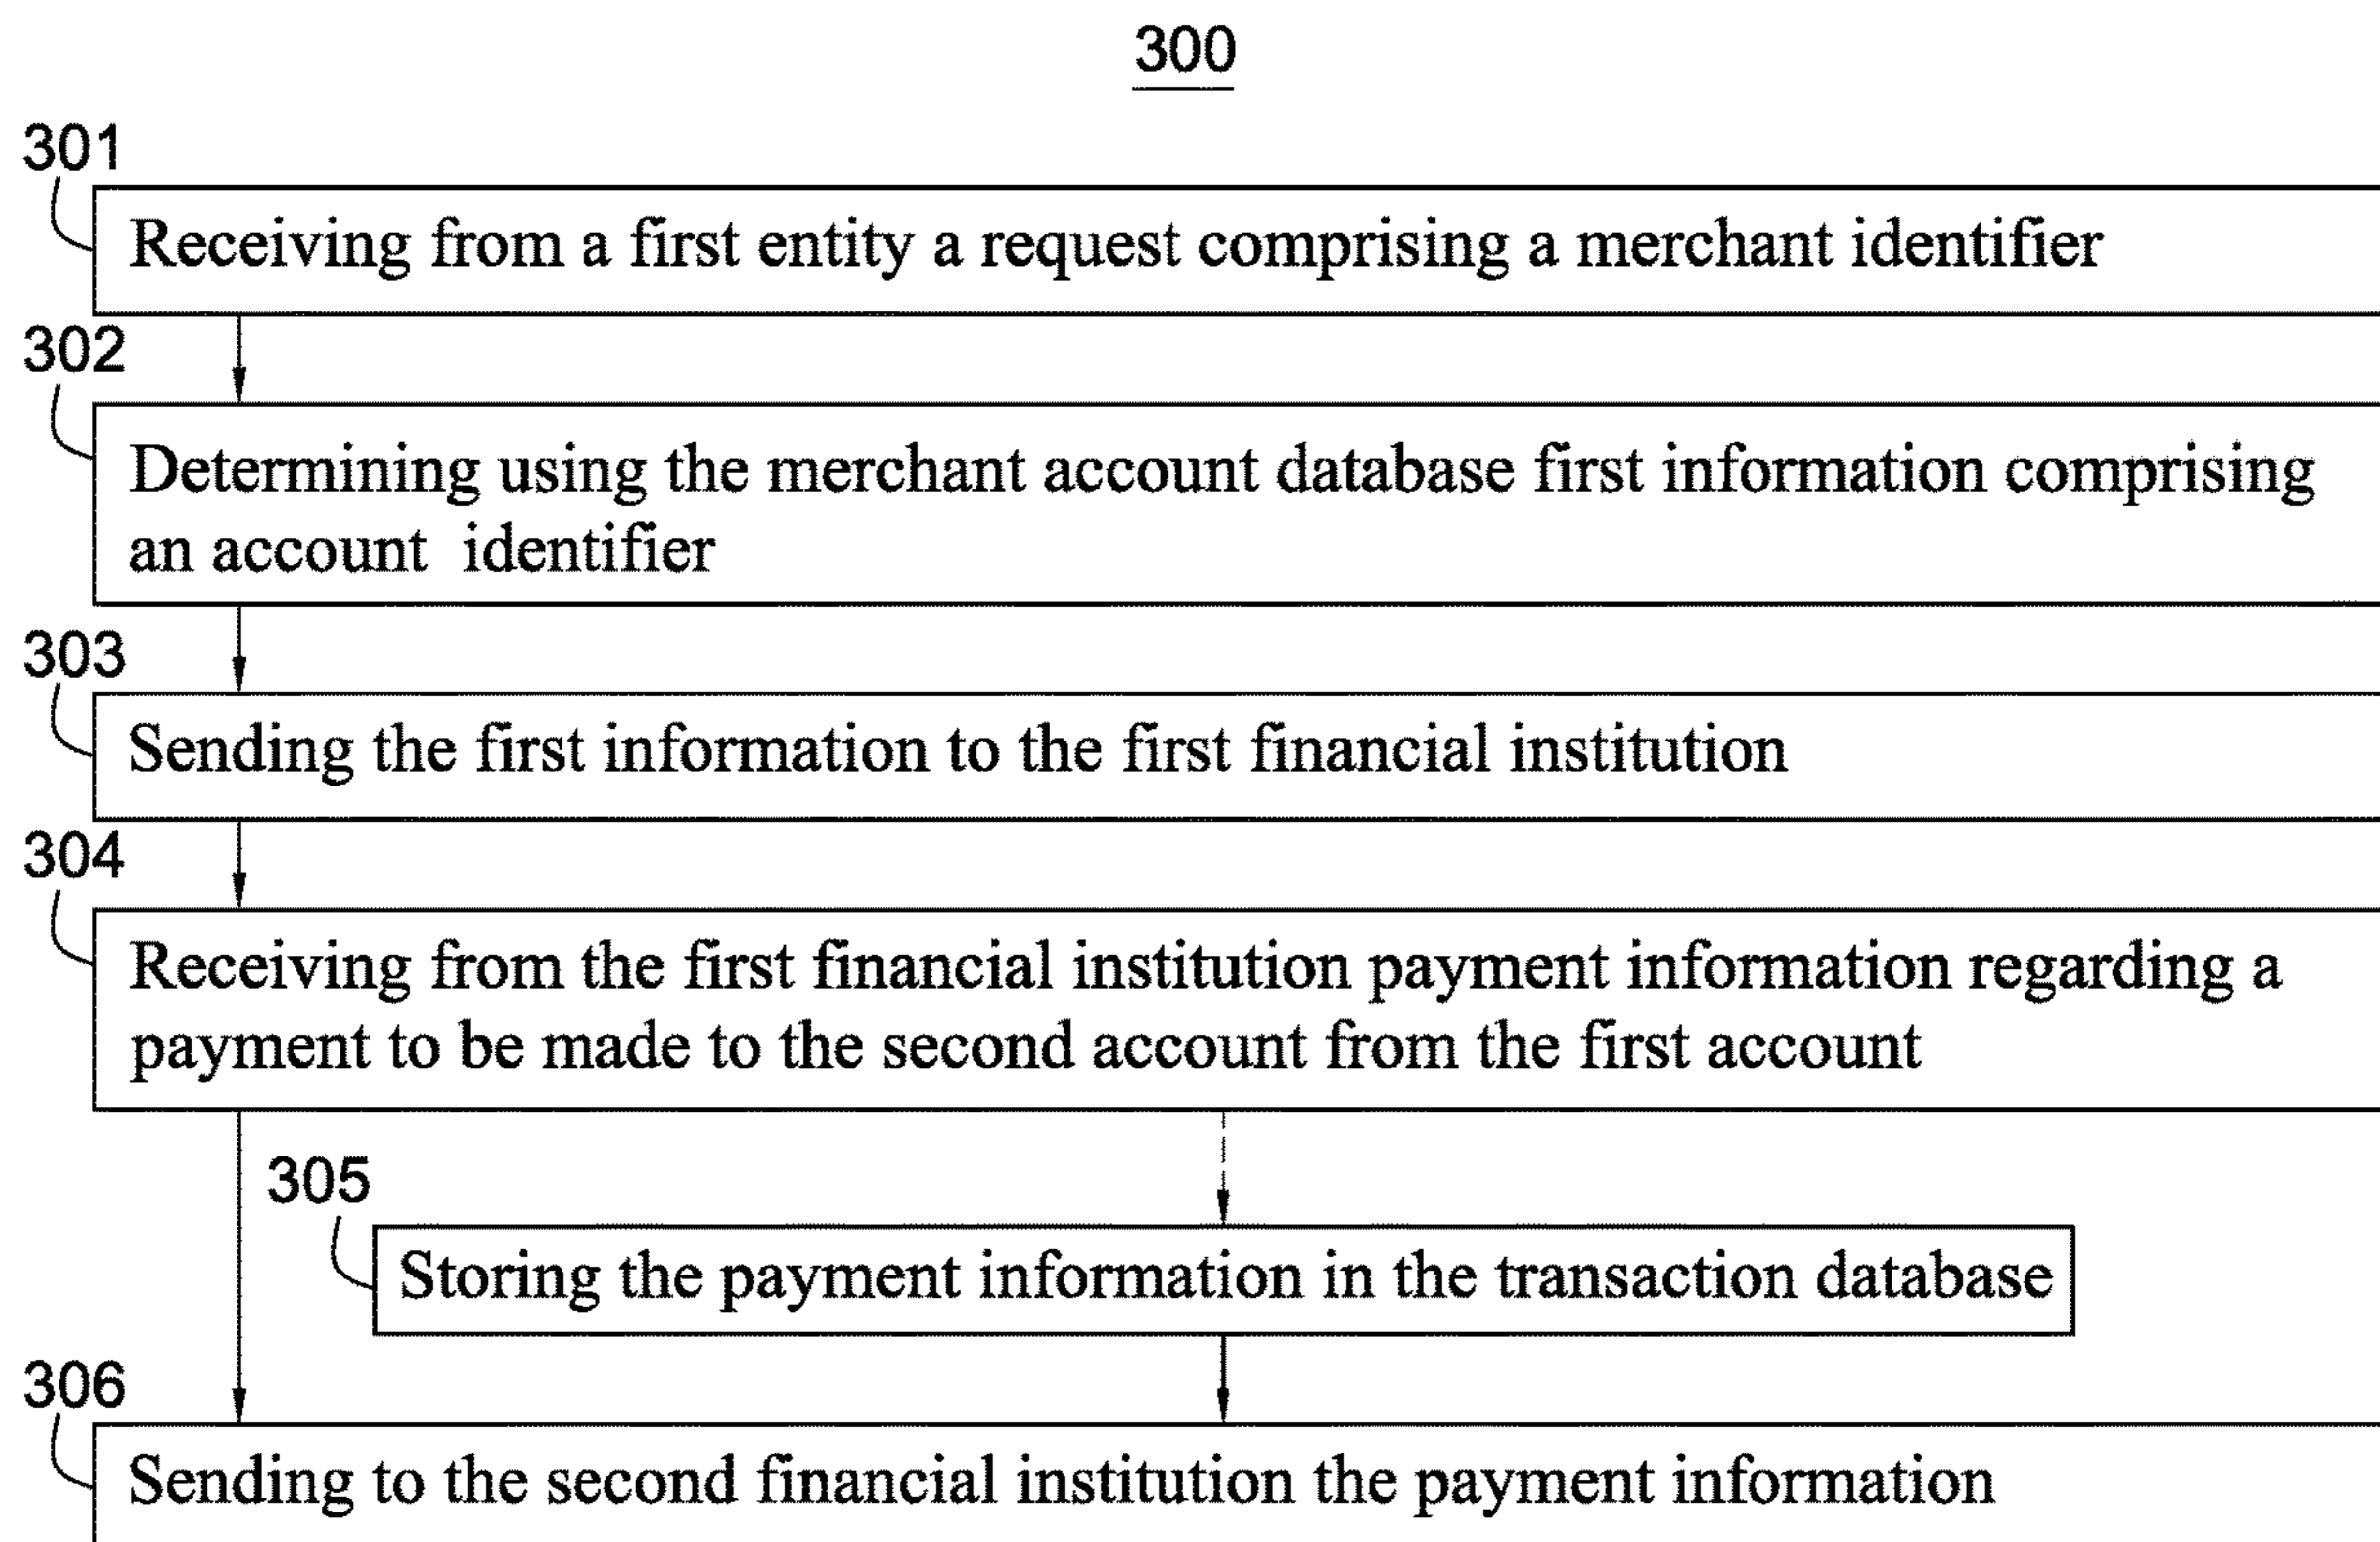 300
301
Receiving from a first entity a request comprising a merchant identifier
302
Determining using the merchant account database first information comprising
an account identifier
303
Sending the first information to the first financial institution
304
Receiving from the first financial institution payment information regarding a
payment to be made to the second account from the first account
305
Storing the payment information in the transaction database
306
Sending to the second financial institution the payment information